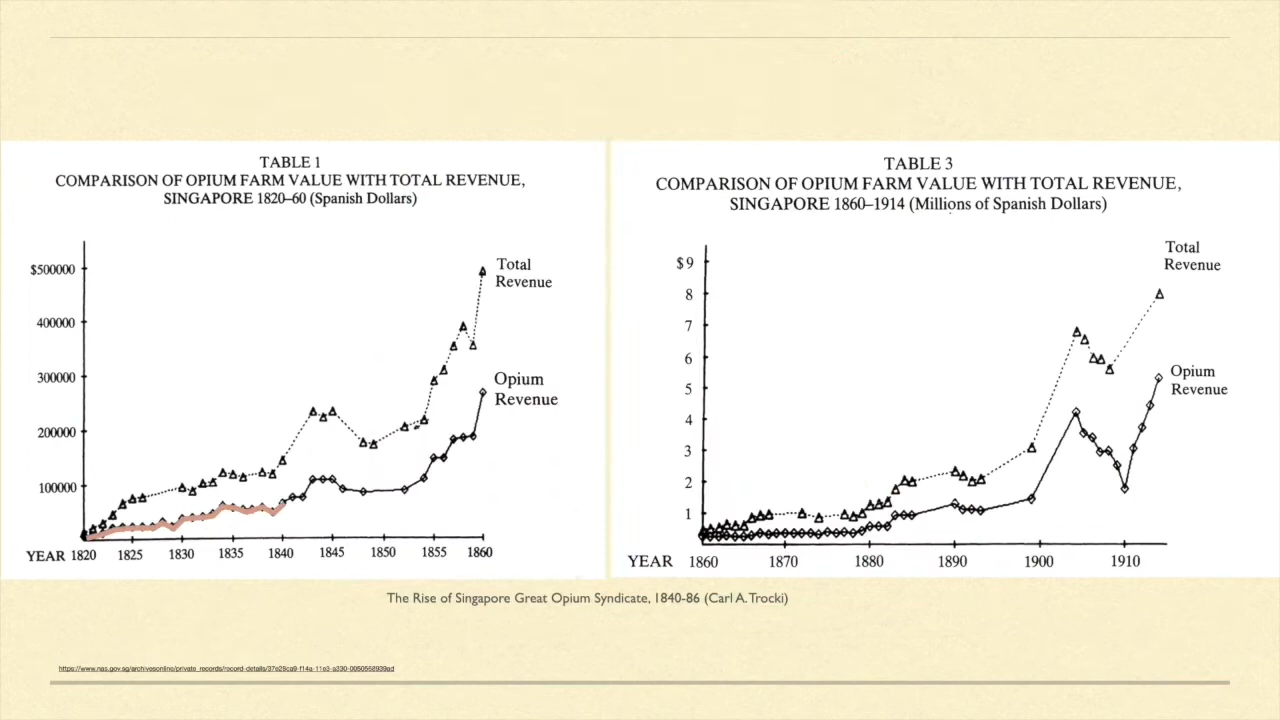 TABLE 1
COMPARISON OF OPIUM FARM VALUE WITH TOTAL REVENUE,
SINGAPORE 1820–60 (Spanish Dollars)
$500000
400000
300000
200000
100000
Total
Revenue
Opium
Revenue
YEAR 1820 1825 1830 1835 1840 1845 1850 1855 1860
TABLE 3
COMPARISON OF OPIUM FARM VALUE WITH TOTAL REVENUE,
SINGAPORE 1860–1914 (Millions of Spanish Dollars)
$9
8
7
6
5
4
3
2
1
Total
Revenue
Opium
Revenue
YEAR 1860 1870 1880 1890 1900 1910
The Rise of Singapore Great Opium Syndicate, 1840-86 (Carl A. Trocki)